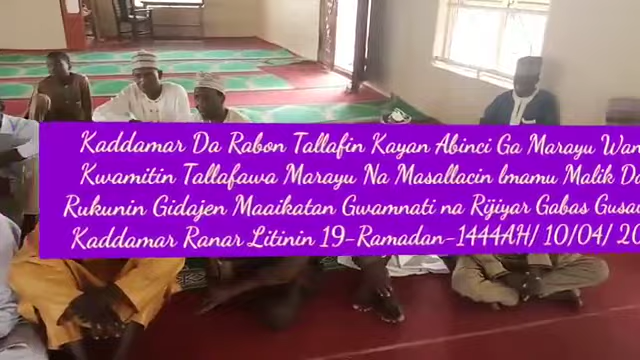 Kaddamar Da Rabon Tallafin Kayan Abinci Ga Marayu Wan
Kwamitin Tallafawa Marayu Na Masallacin Imamu Malik Da
Rukunin Gidajen Maaikatan Gwamnati na Rijiyar Gabas Gusau
Kaddamar Ranar Litinin 19-Ramadan-1444AH/ 10/04/ 20